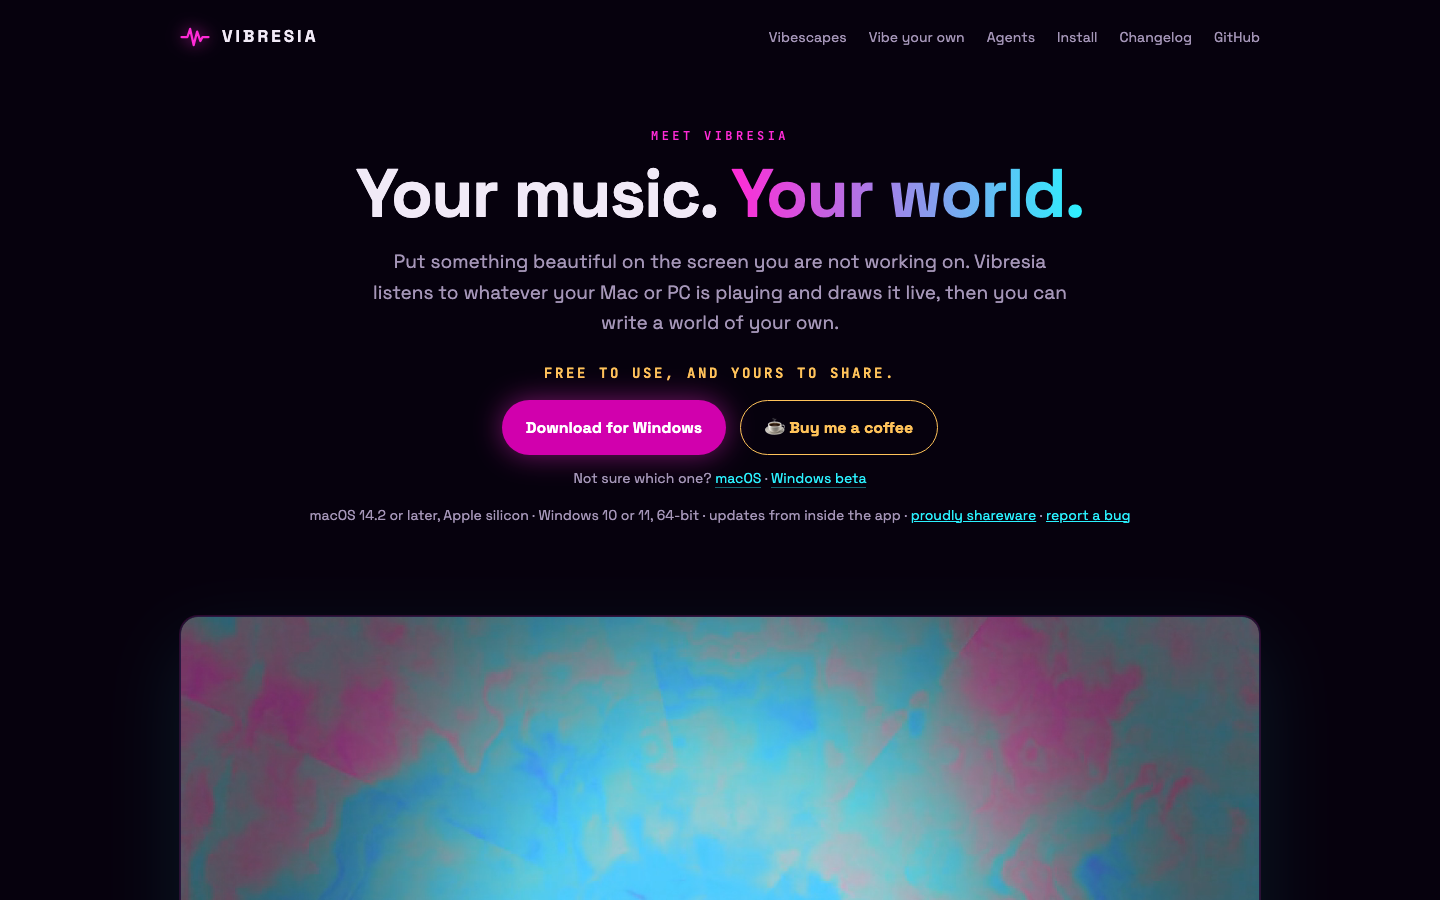 VIBRESIA
Vibescapes Vibe your own Agents Install Changelog GitHub
MEET VIBRESIA
Your music. Your world.
Put something beautiful on the screen you are not working on. Vibresia
listens to whatever your Mac or PC is playing and draws it live, then you can
write a world of your own.
FREE TO USE, AND YOURS TO SHARE.
Download for Windows
☕ Buy me a coffee
Not sure which one? macOS · Windows beta
macOS 14.2 or later, Apple silicon · Windows 10 or 11, 64-bit · updates from inside the app · proudly shareware · report a bug